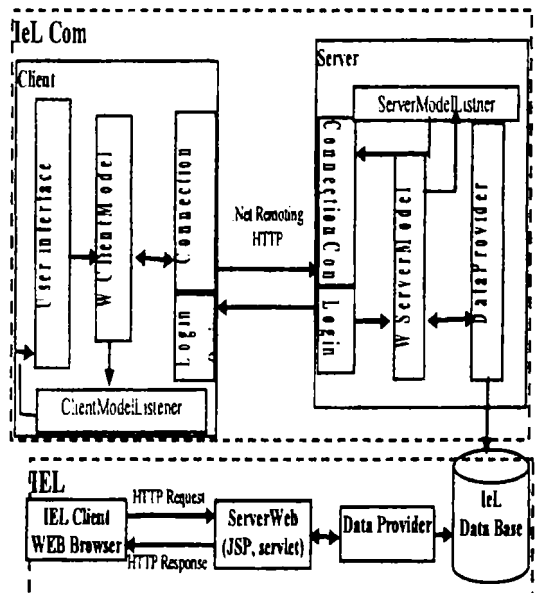 IeL Com
Client
Server
ServerModelListner
User interface
W ClientModel
Connection
Login
ClientModelListener
.Net Remoting
HTTP
ConnectionCon
Login
W ServerModel
DataProvider
IEL
IEL Client
WEB Browser
HTTP Request
HTTP Response
ServerWeb
(JSP, servlet)
Data Provider
IeL
Data Base